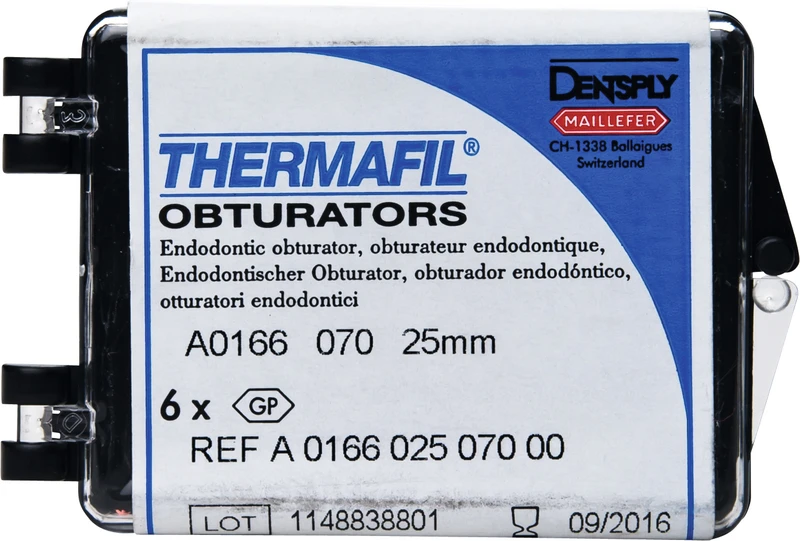 DENTSPLY
MAILLEFER
CH-1338 Ballaigues
Switzerland
THERMAFIL®
OBTURATORS
Endodontic obturator, obturateur endodontique,
Endodontischer Obturator, obturador endodóntico,
otturatori endodontici
A0166 070 25mm
6 x GP
REF A 0166 025 070 00
LOT 1148838801 09/2016